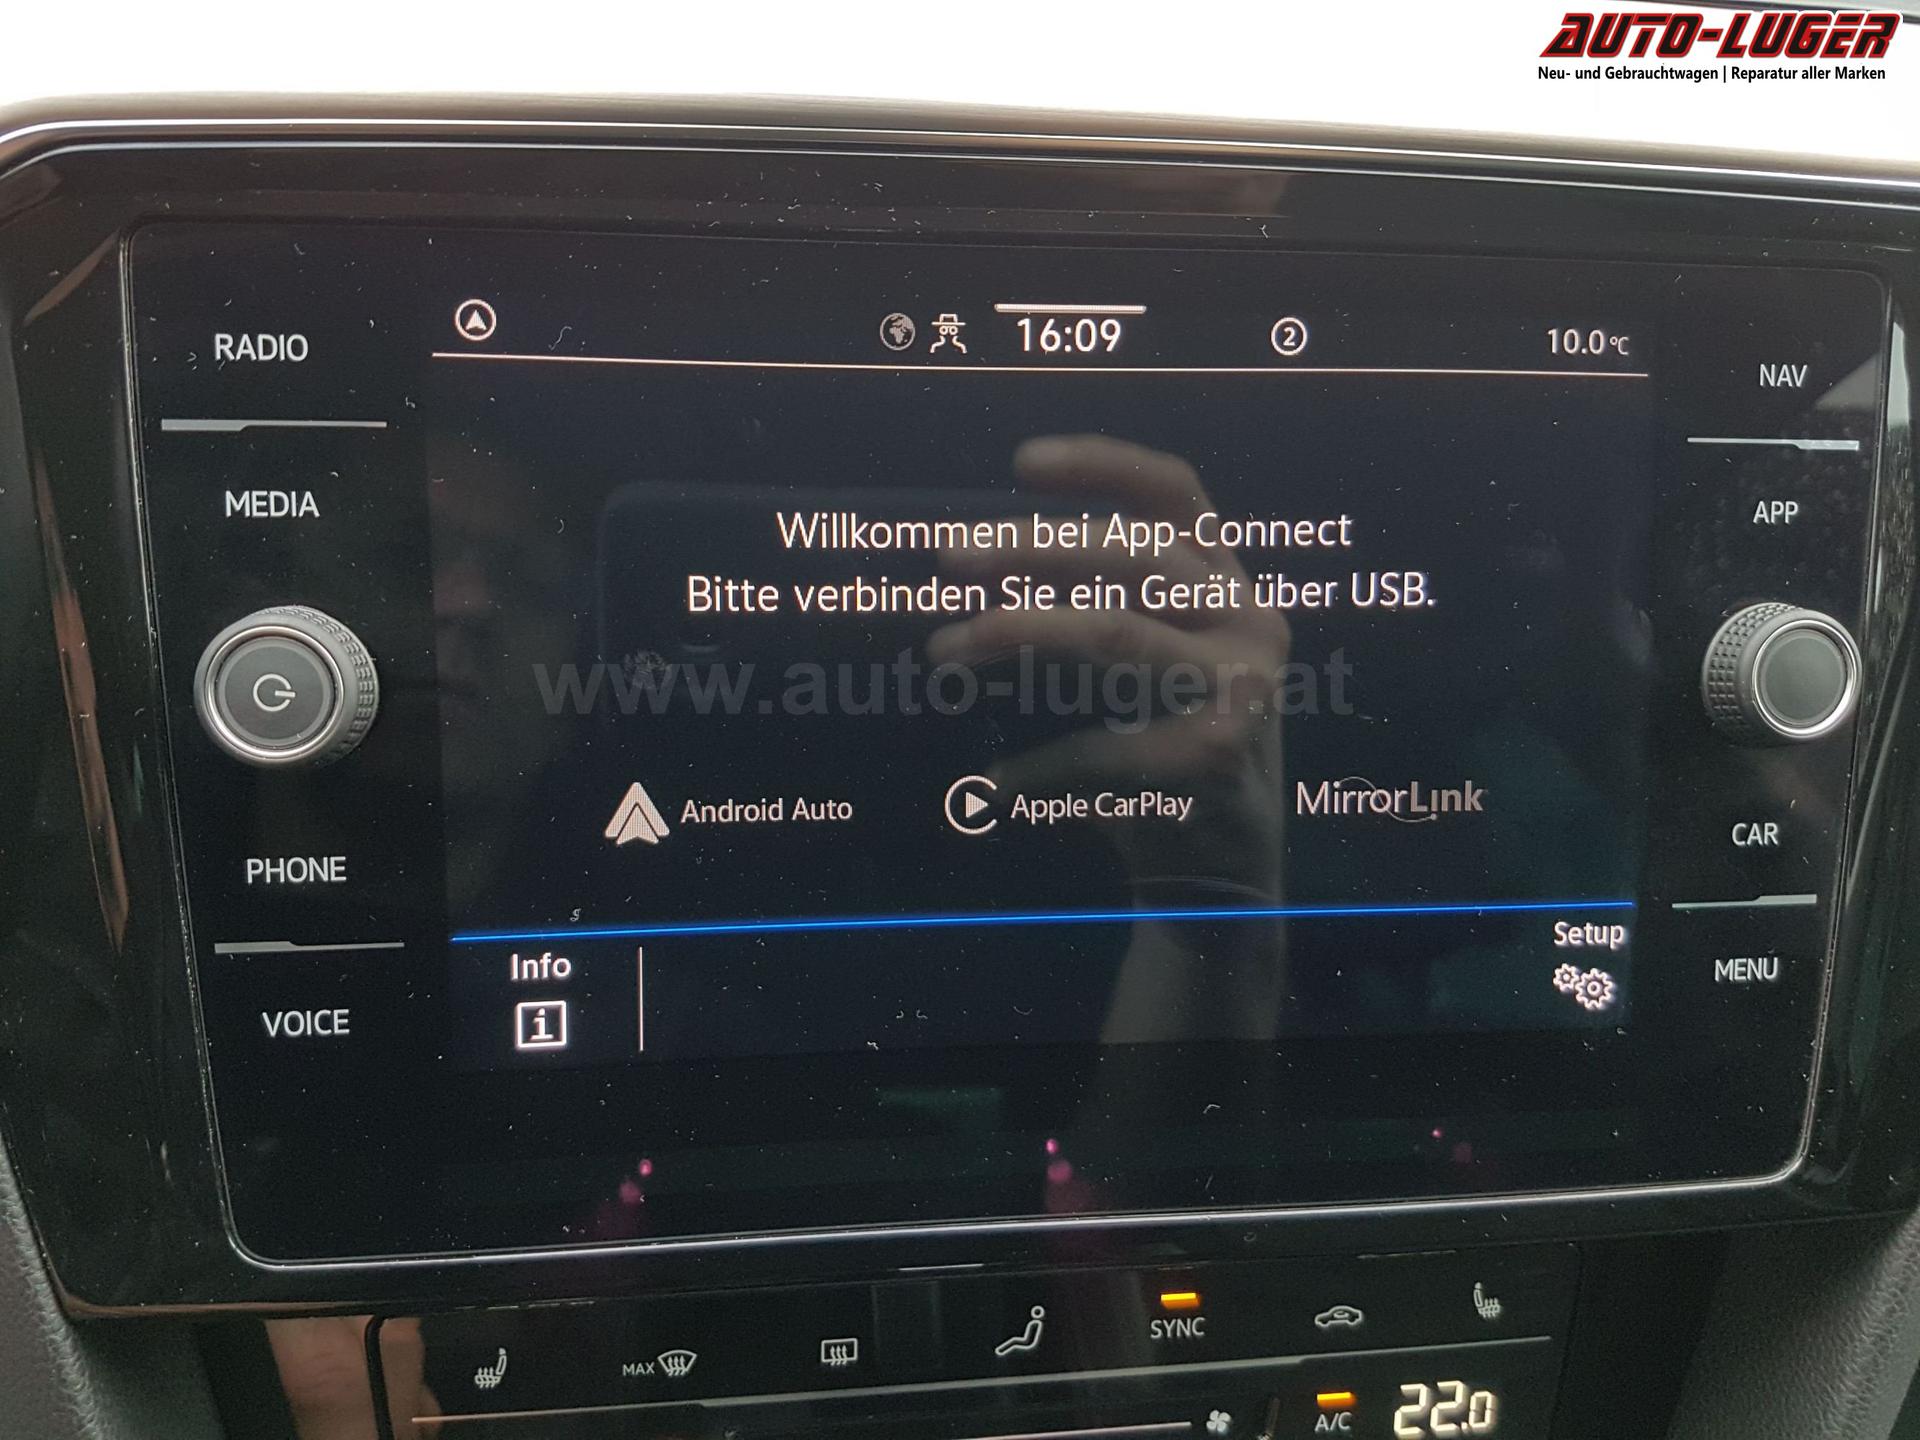 AUTO-LUGER
Neu- und Gebrauchtwagen | Reparatur aller Marken
RADIO
MEDIA
PHONE
VOICE
16:09
2
10.0°C
Willkommen bei App-Connect
Bitte verbinden Sie ein Gerät über USB.
www.auto-luger.at
Android Auto
Apple CarPlay
MirrorLink
Info
i
Setup
NAV
APP
CAR
MENU
MAX
SYNC
A/C
22.0